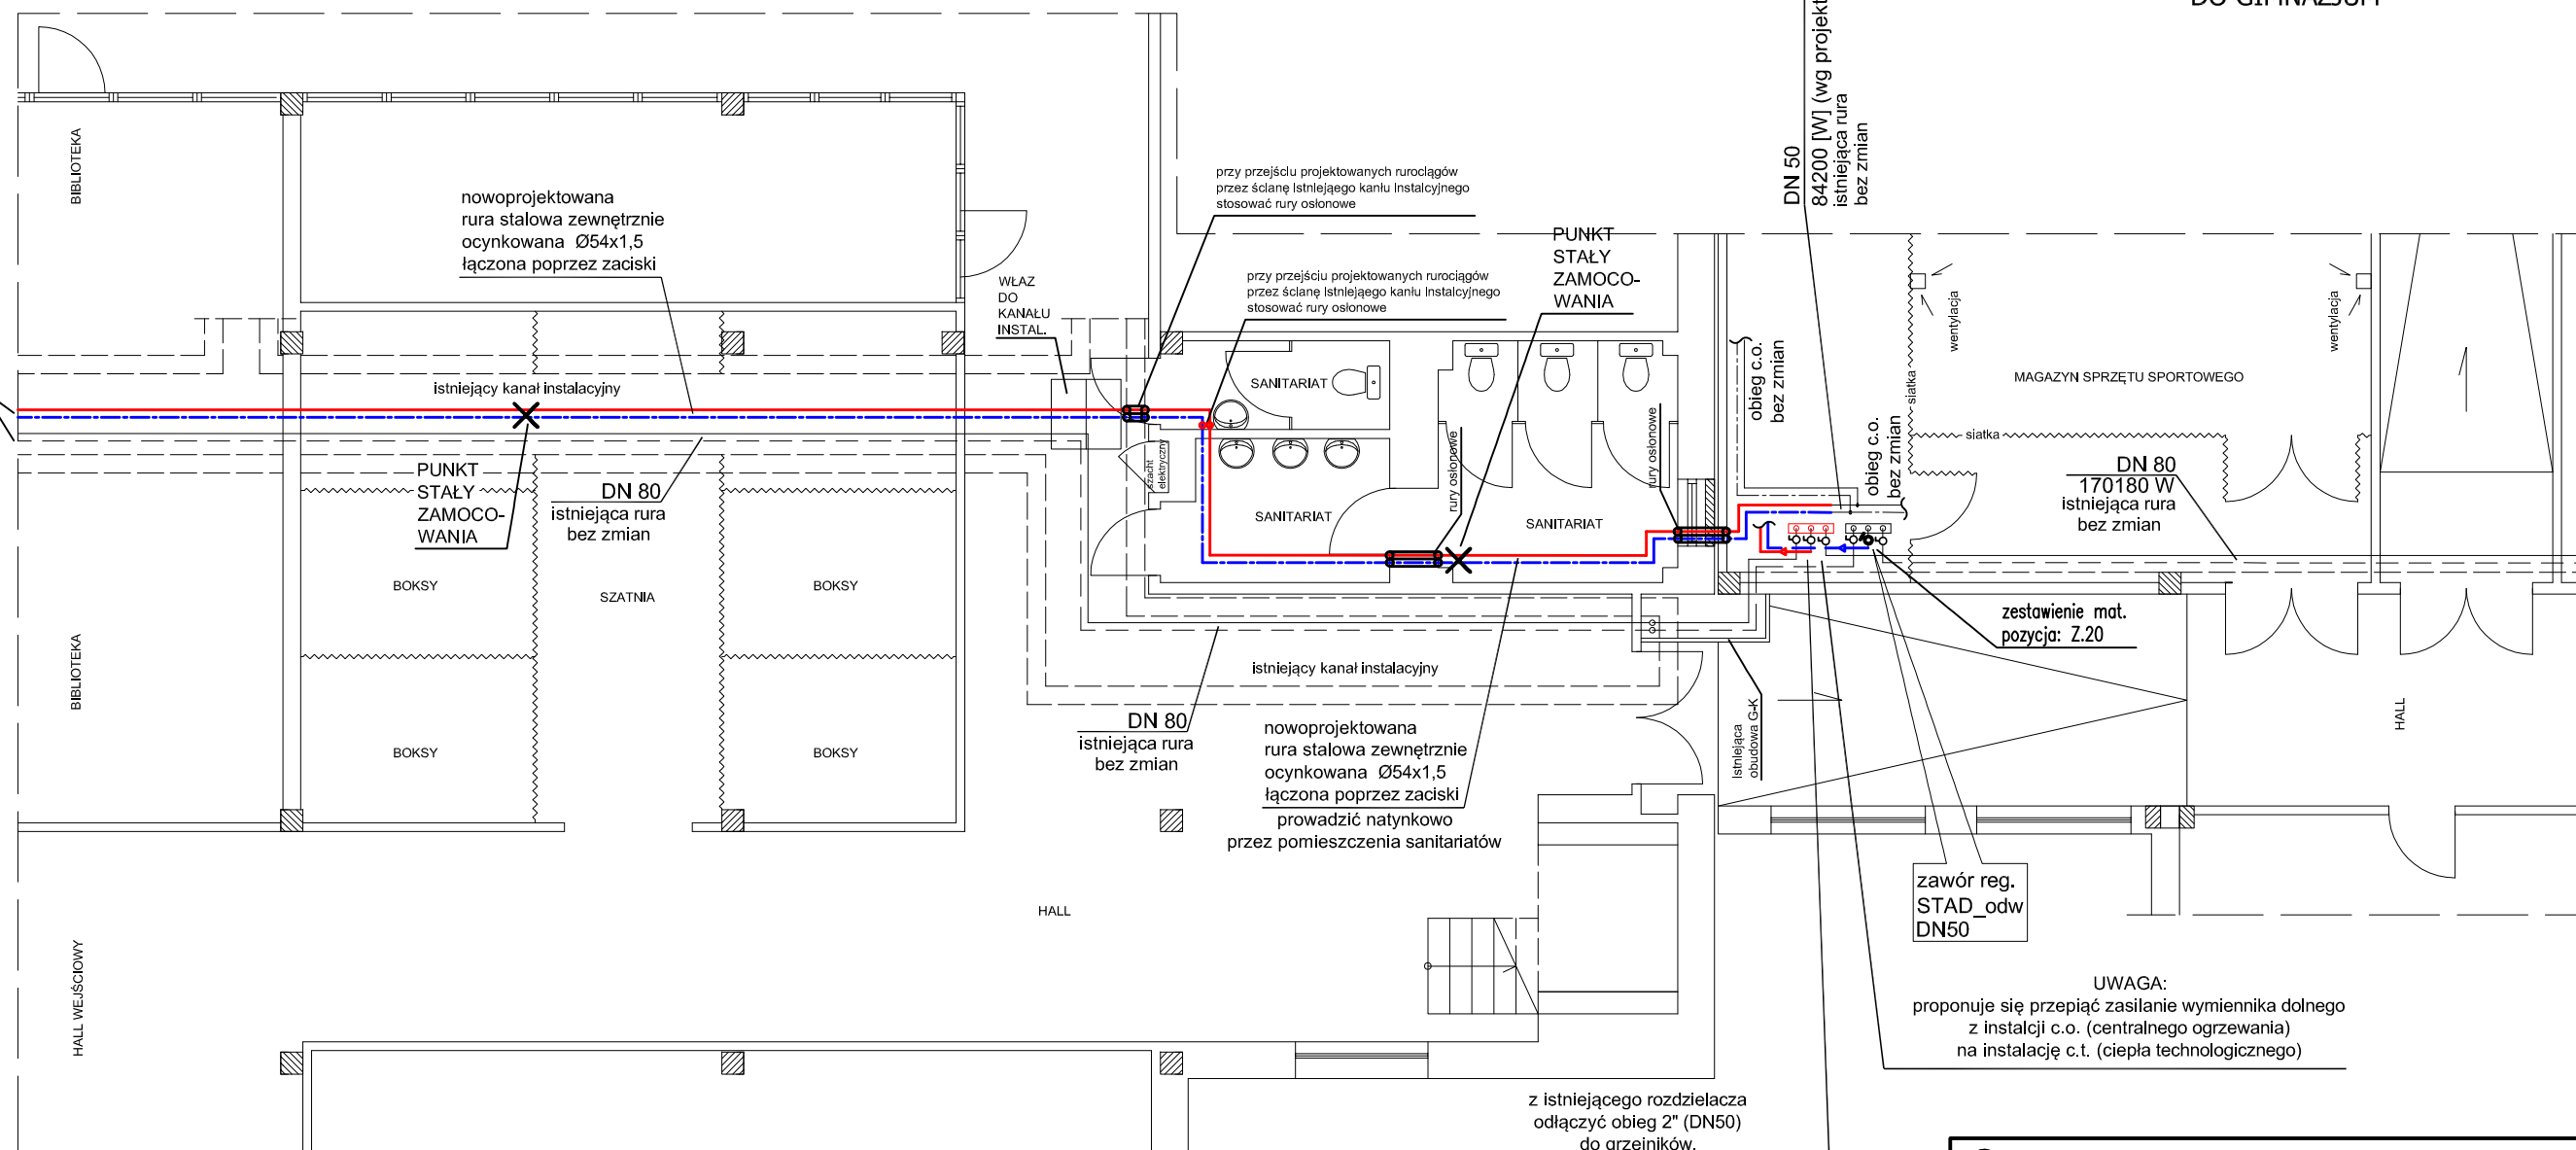 DO GIMNAZJUM
BIBLIOTEKA
nowoprojektowana
rura stalowa zewnętrznie
ocynkowana Ø54x1,5
łączona poprzez zaciski
przy przejściu projektowanych rurociągów
przez ścianę istniejąego kanłu instalcyjnego
stosować rury osłonowe
przy przejściu projektowanych rurociągów
przez ścianę istniejąego kanłu instalcyjnego
stosować rury osłonowe
PUNKT
STAŁY
ZAMOCO-
WANIA
DN 50
84200 [W] (wg projekt
istniejąca rura
bez zmian
WŁAZ
DO
KANAŁU
INSTAL.
wentylacja
wentylacja
istniejący kanał instalacyjny
SANITARIAT
obieg c.o.
bez zmian
siatka
MAGAZYN SPRZĘTU SPORTOWEGO
siatka
obieg c.o.
bez zmian
szacht
elektryczny
rury osłonowe
rury osłonowe
PUNKT
STAŁY
ZAMOCO-
WANIA
DN 80
istniejąca rura
bez zmian
SANITARIAT
SANITARIAT
DN 80
170180 W
istniejąca rura
bez zmian
BOKSY
SZATNIA
BOKSY
zestawienie mat.
pozycja: Z.20
BIBLIOTEKA
istniejący kanał instalacyjny
DN 80
istniejąca rura
bez zmian
nowoprojektowana
rura stalowa zewnętrznie
ocynkowana Ø54x1,5
łączona poprzez zaciski
prowadzić natynkowo
przez pomieszczenia sanitariatów
Istniejąca
obudowa G-K
HALL
BOKSY
BOKSY
zawór reg.
STAD_odw
DN50
HALL
HALL WEJŚCIOWY
UWAGA:
proponuje się przepiąć zasilanie wymiennika dolnego
z instalcji c.o. (centralnego ogrzewania)
na instalację c.t. (ciepła technologicznego)
z istniejącego rozdzielacza
odłączyć obieg 2" (DN50)
do grzejników.